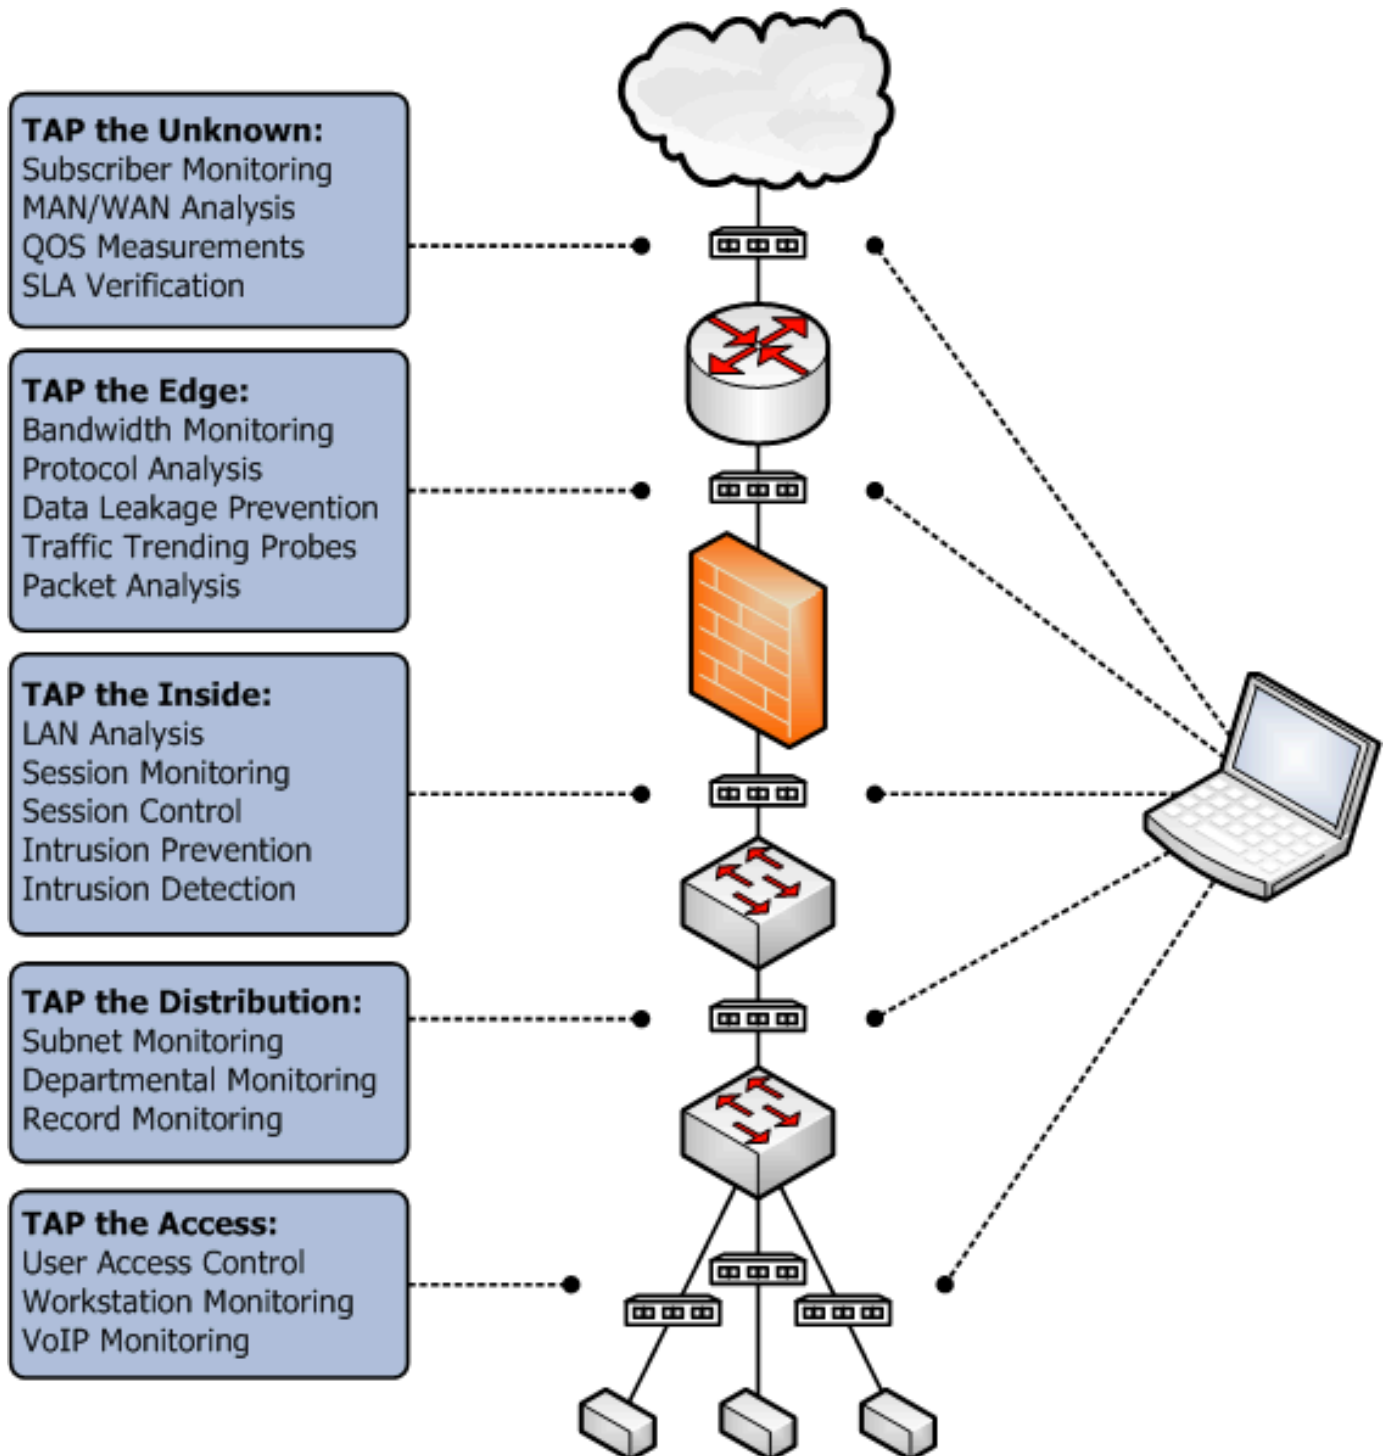 TAP the Unknown:
Subscriber Monitoring
MAN/WAN Analysis
QOS Measurements
SLA Verification
TAP the Edge:
Bandwidth Monitoring
Protocol Analysis
Data Leakage Prevention
Traffic Trending Probes
Packet Analysis
TAP the Inside:
LAN Analysis
Session Monitoring
Session Control
Intrusion Prevention
Intrusion Detection
TAP the Distribution:
Subnet Monitoring
Departmental Monitoring
Record Monitoring
TAP the Access:
User Access Control
Workstation Monitoring
VoIP Monitoring